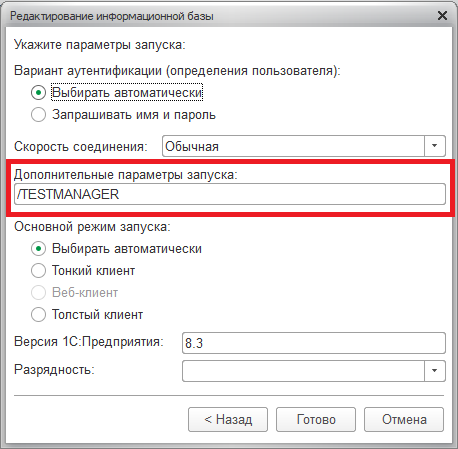 Редактирование информационной базы
Укажите параметры запуска:
Вариант аутентификации (определения пользователя):
Выбирать автоматически
Запрашивать имя и пароль
Скорость соединения: Обычная
Дополнительные параметры запуска:
/TESTMANAGER
Основной режим запуска:
Выбирать автоматически
Тонкий клиент
Веб-клиент
Толстый клиент
Версия 1С:Предприятия: 8.3
Разрядность:
< Назад Готово Отмена